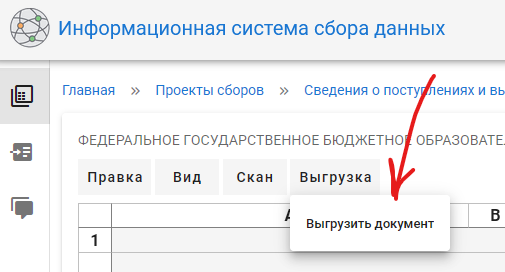 Информационная система сбора данных
Главная » Проекты сборов » Сведения о поступлениях и вы
ФЕДЕРАЛЬНОЕ ГОСУДАРСТВЕННОЕ БЮДЖЕТНОЕ ОБРАЗОВАТЕЛ
Правка Вид Скан Выгрузка
Выгрузить документ
B
1